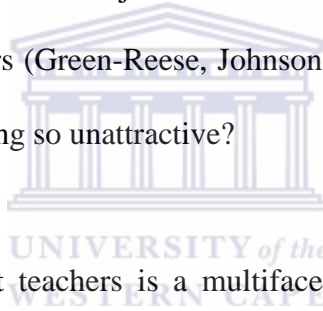 rs (Green-Reese, Johnson
ng so unattractive?
UNIVERSITY of the
t teachers is a multiface
WESTERN CAPE